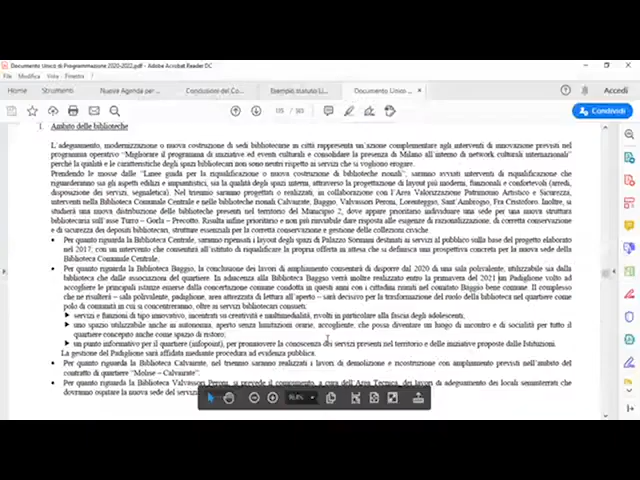 Documento Unico di Programmazione 2020-2022.pdf - Adobe Acrobat Reader DC
File Modifica Vista Finestra ?
Home Strumenti Nuove Agenda per ... Conclusioni del Co... Esempio statuto Li... Documento Unico ... × Accedi
Condividi
1. Ambito delle biblioteche
L'adeguamento, modernizzazione o nuova costruzione di sedi bibliotecarie in città rappresenta un'azione complementare agli interventi di innovazione previsti nel
programma operativo "Migliorare il programma di iniziative ed eventi culturali e consolidare la presenza di Milano all'interno di network culturali internazionali"
perché la qualità e le caratteristiche degli spazi bibliotecari non sono neutri rispetto ai servizi che si vogliono erogare.
Prendendo le mosse dalle "Linee guida per la riqualificazione o nuova costruzione di biblioteche rionali", saranno avviati interventi di riqualificazione che
riguarderanno sia gli aspetti edilizi e impiantistici, sia la qualità degli spazi interni, attraverso la progettazione di layout più moderni, funzionali e confortevoli (arredi,
disposizione dei servizi, segnaletica). Nel triennio saranno progettati o realizzati, in collaborazione con l'Area Valorizzazione Patrimonio Artistico e Sicurezza,
interventi nella Biblioteca Comunale Centrale e nelle biblioteche rionali Calvairate, Baggio, Valvassori Peroni, Lorenteggio, Sant'Ambrogio, Fra Cristoforo. Inoltre, si
studierà una nuova distribuzione delle biblioteche presenti nel territorio del Municipio 2, dove appare prioritario individuare una sede per una nuova struttura
bibliotecaria sull'asse Turro – Gorla – Precotto. Risulta infine prioritario e non più rinviabile dare risposta alle esigenze di razionalizzazione, di corretta conservazione
e di sicurezza dei depositi bibliotecari, strutture essenziali per la corretta conservazione e gestione delle collezioni civiche.
• Per quanto riguarda la Biblioteca Centrale, saranno ripensati i layout degli spazi di Palazzo Sormani destinati ai servizi al pubblico sulla base del progetto elaborato
nel 2017, con un intervento che consentirà all'istituto di riqualificare la propria offerta in attesa che si definisca una prospettiva concreta per la nuova sede della
Biblioteca Comunale Centrale.
• Per quanto riguarda la Biblioteca Baggio, la conclusione dei lavori di ampliamento consentirà di disporre dal 2020 di una sala polivalente, utilizzabile sia dalla
biblioteca che dalle associazioni del quartiere. In adiacenza alla Biblioteca Baggio verrà inoltre realizzato entro la primavera del 2021 un Padiglione volto ad
accogliere le principali istanze emerse dalla concertazione comune condotta in questi anni con i cittadini riuniti nel comitato Baggio bene comune. Il complesso
che ne risulterà – sala polivalente, padiglione, area attrezzata di lettura all'aperto – sarà decisivo per la trasformazione del ruolo della biblioteca nel quartiere come
polo di comunità in cui si concentreranno, oltre ai servizi bibliotecari consueti:
servizi e funzioni di tipo innovativo, incentrati su creatività e multimedialità, rivolti in particolare alla fascia degli adolescenti,
uno spazio utilizzabile anche in autonomia, aperto senza limitazioni orarie, accogliente, che possa diventare un luogo di incontro e di socialità per tutto il
quartiere concepito anche come spazio di ristoro;
un punto informativo per il quartiere (infopoint), per promuovere la conoscenza dei servizi presenti nel territorio e delle iniziative proposte dalle Istituzioni.
La gestione del Padiglione sarà affidata mediante procedura ad evidenza pubblica.
• Per quanto riguarda la Biblioteca Calvairate, nel triennio saranno realizzati i lavori di demolizione e ricostruzione con ampliamento previsti nell'ambito del
contratto di quartiere "Molise – Calvairate".
• Per quanto riguarda la Biblioteca Valvassori Peroni, si prevede il compimento, a cura dell'Area Tecnica, dei lavori di adeguamento dei locali seminterrati che
dovranno ospitare la nuova sede del servizi